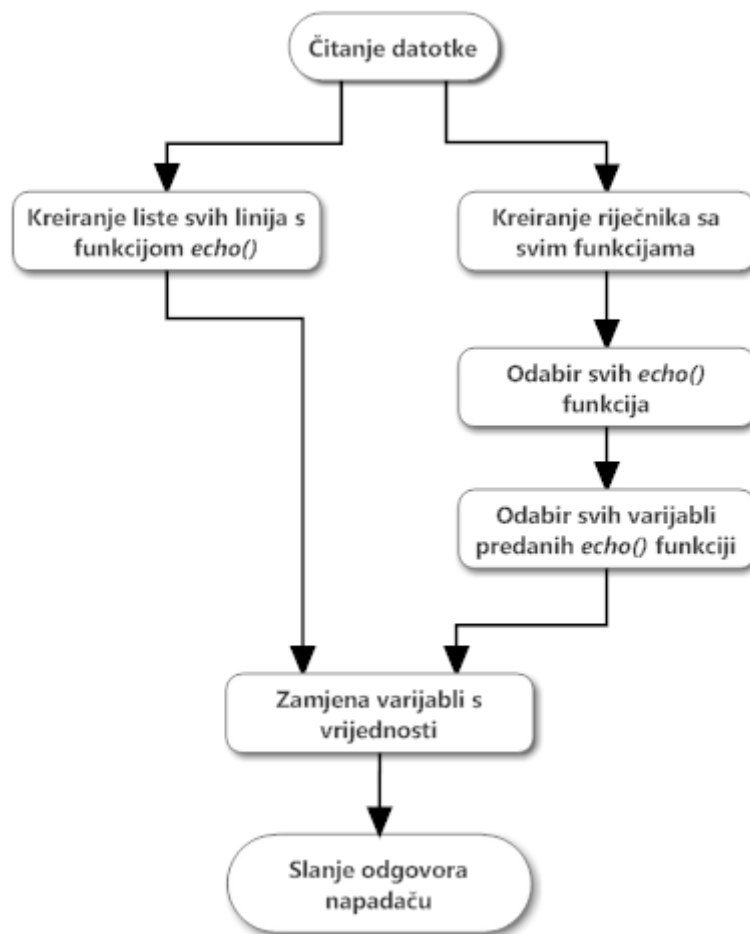 Čitanje datotke
Kreiranje liste svih linija s
funkcijom echo()
Kreiranje riječnika sa
svim funkcijama
Odabir svih echo()
funkcija
Odabir svih varijabli
predanih echo() funkciji
Zamjena varijabli s
vrijednosti
Slanje odgovora
napadaču